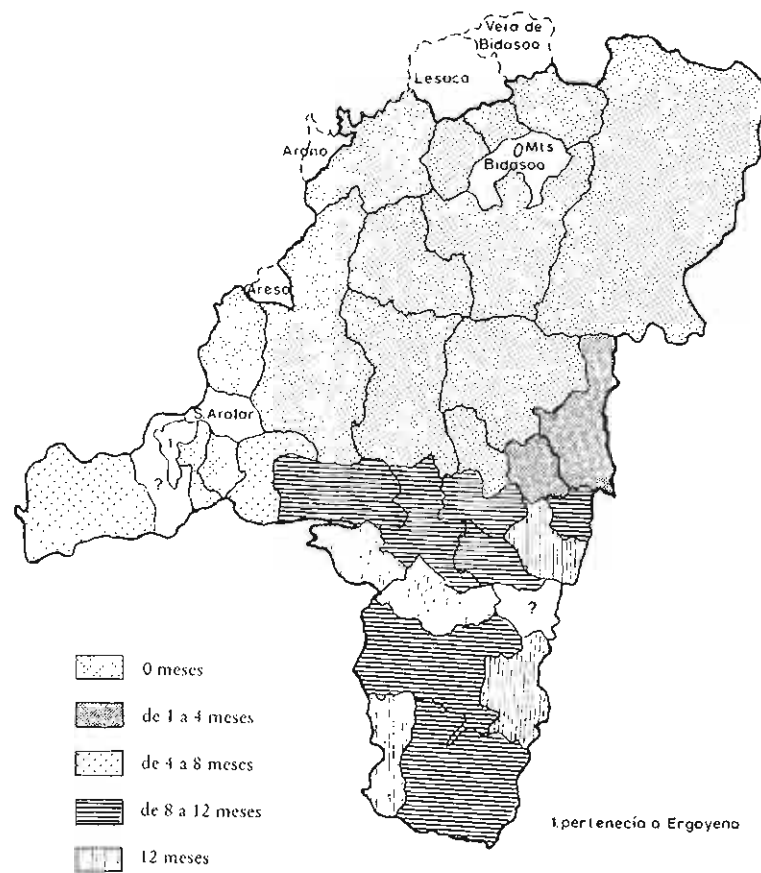 Vera de
Bidasoa
Lesaca
Arano
Mts
Bidasoa
Areso
S.Aralar
1
?
?
0 meses
de 1 a 4 meses
de 4 a 8 meses
de 8 a 12 meses
12 meses
1.pertenecía a Ergoyena